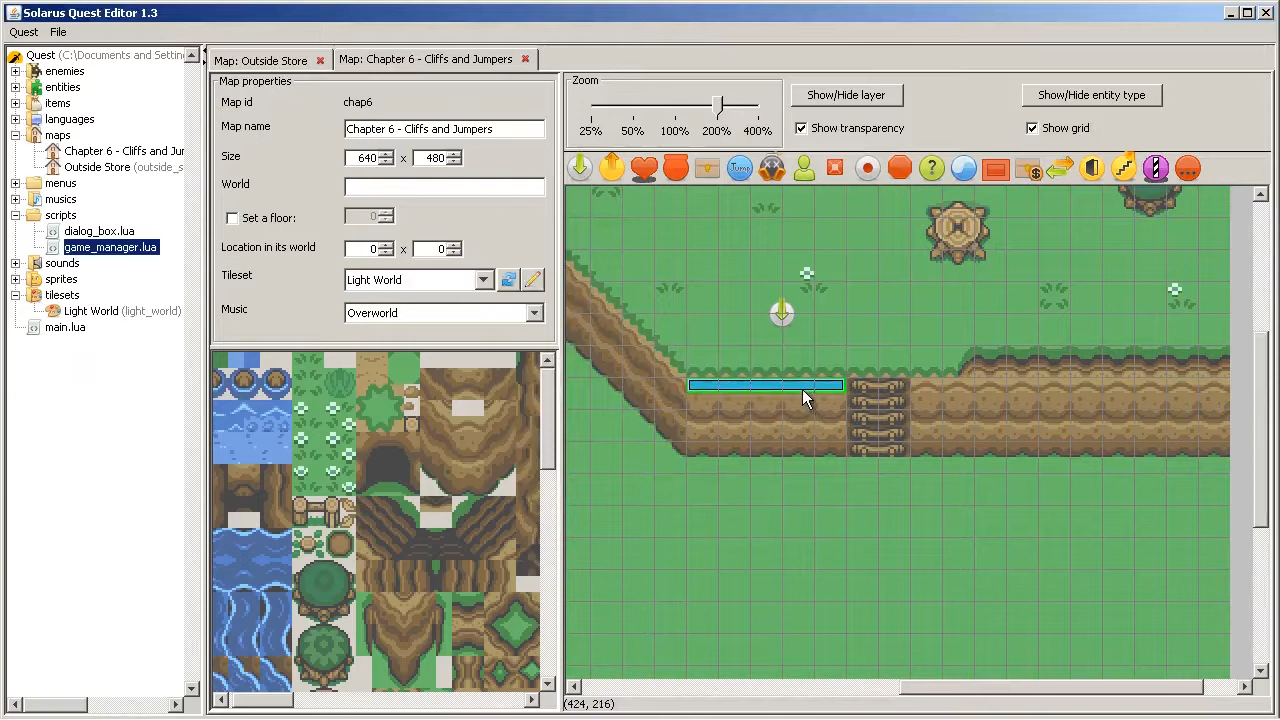 Solarus Quest Editor 1.3
Quest File
Quest (C:\Documents and Setting
enemies
entities
items
languages
maps
Chapter 6 - Cliffs and Jur
Outside Store (outside_s
menus
musics
scripts
dialog_box.lua
game_manager.lua
sounds
sprites
tilesets
Light World (light_world)
main.lua
Map: Outside Store Map: Chapter 6 - Cliffs and Jumpers
Map properties
Map id chap6
Map name Chapter 6 - Cliffs and Jumpers
Size 640 x 480
World
Set a floor: 0
Location in its world 0 x 0
Tileset Light World
Music Overworld
Zoom
25% 50% 100% 200% 400%
Show/Hide layer Show/Hide entity type
Show transparency Show grid
Jump ? $ ...
(424, 216)